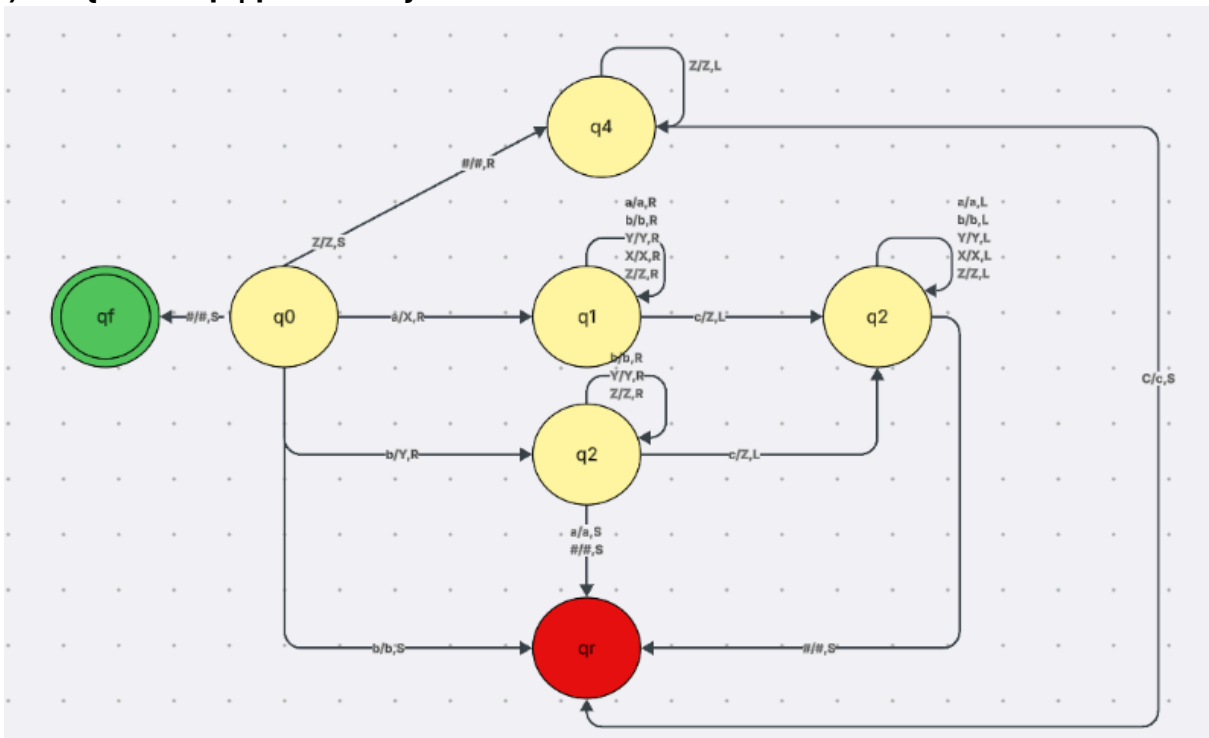 Z/Z,L
q4
#/#,R
a/a,R
b/b,R
Y/Y,R
X/X,R
Z/Z,R
a/a,L
b/b,L
Y/Y,L
X/X,L
Z/Z,L
Z/Z,S
qf
#/#,S
q0
a/X,R
q1
c/Z,L
q2
b/b,R
Y/Y,R
Z/Z,R
C/c,S
b/Y,R
q2
c/Z,L
a/a,S
#/#,S
b/b,S
qr
#/#,S